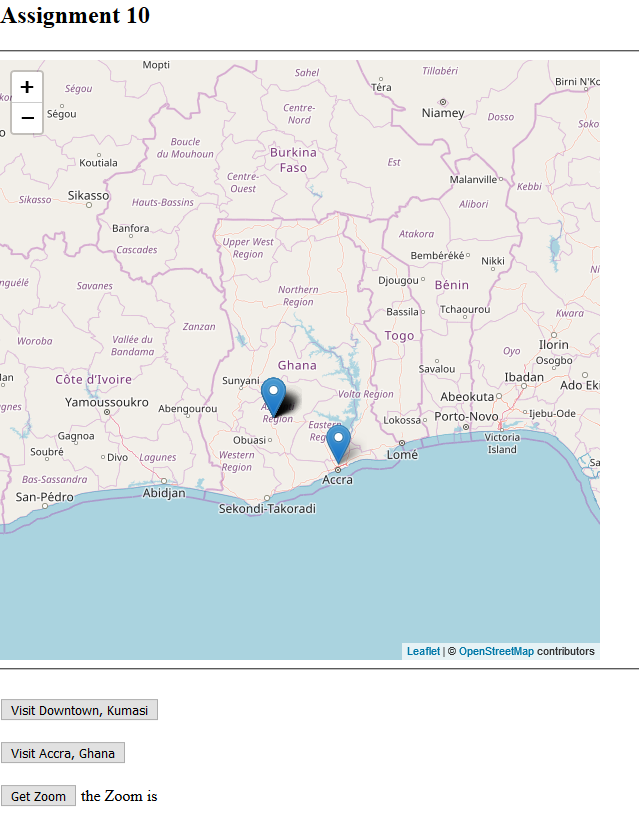 Assignment 10
+
−
Mopti
Ségou
Ségou
Koutiala
Sikasso
Sikasso
Boucle
du Mouhoun
Sahel
Centre-
Nord
Burkina
Faso
Centre-
Ouest
Hauts-Bassins
Banfora
Cascades
Est
Téra
Tillabéri
Niamey
Dosso
Birni N'Ko
Soko
Malanville
Kebbi
Alibori
Atakora
Bembèrèkè
Nikki
Djougou
Bénin
Bassila
Tchaourou
Togo
Kwara
Upper West
Region
Northern
Region
Savanes
Zanzan
Woroba
Vallée du
Bandama
Côte d'Ivoire
Yamoussoukro
Abengourou
Gagnoa
Soubré
Divo
Lagunes
Bas-Sassandra
San-Pédro
Abidjan
Ghana
Sunyani
Region
Volta Region
Obuasi
Western
Region
Eastern
Accra
Sekondi-Takoradi
Savalou
Lokossa
Lomé
Oyo
Ilorin
Osogbo
Ibadan
Ado Eki
Abeokuta
Porto-Novo
Ijebu-Ode
Victoria
Island
Leaflet | © OpenStreetMap contributors
Visit Downtown, Kumasi
Visit Accra, Ghana
Get Zoom the Zoom is